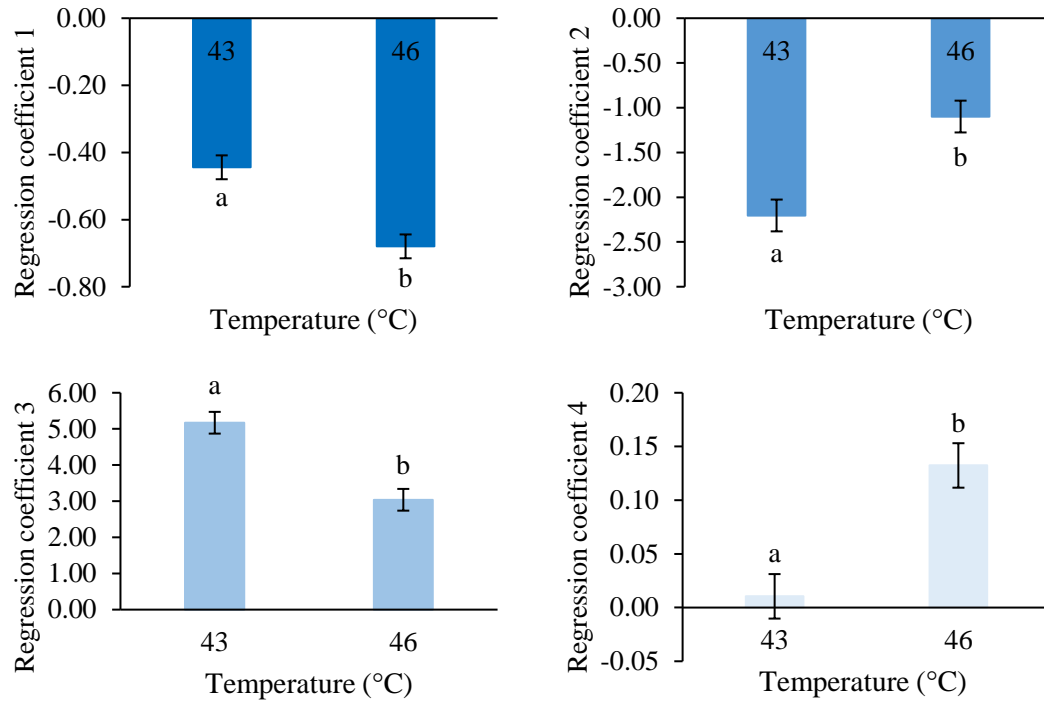 Regression coefficient 1
0.00
-0.20
-0.40
-0.60
-0.80
43
46
a
b
Temperature (°C)
Regression coefficient 2
0.00
-0.50
-1.00
-1.50
-2.00
-2.50
-3.00
43
46
a
b
Temperature (°C)
Regression coefficient 3
6.00
5.00
4.00
3.00
2.00
1.00
0.00
a
b
43
46
Temperature (°C)
Regression coefficient 4
0.20
0.15
0.10
0.05
0.00
-0.05
a
b
43
46
Temperature (°C)